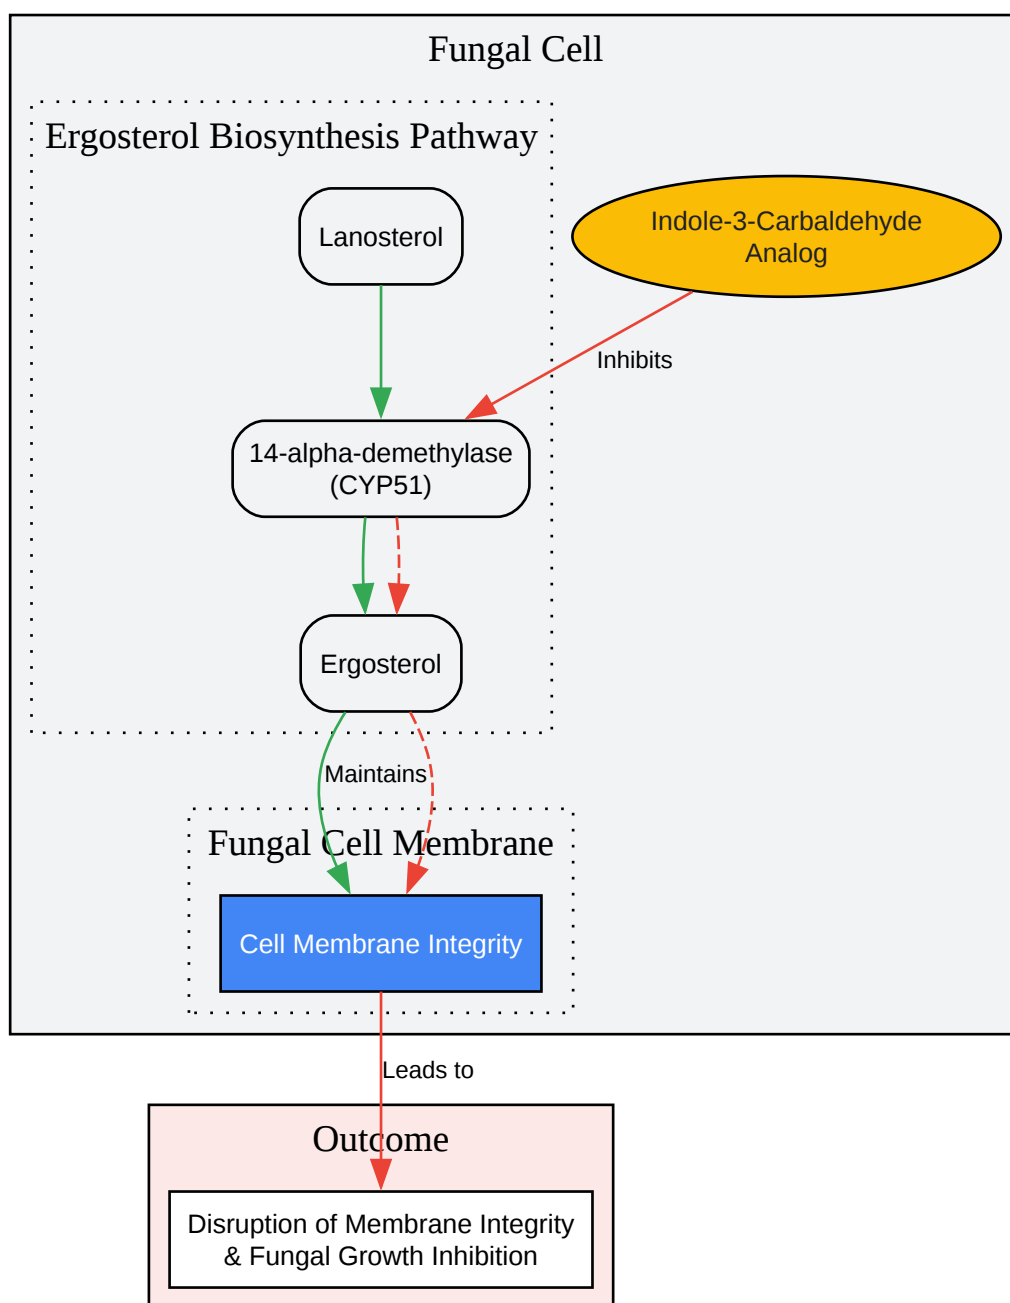 Fungal Cell
Ergosterol Biosynthesis Pathway
Lanosterol
Indole-3-Carbaldehyde
Analog
Inhibits
14-alpha-demethylase
(CYP51)
Ergosterol
Maintains
Fungal Cell Membrane
Cell Membrane Integrity
Leads to
Outcome
Disruption of Membrane Integrity
& Fungal Growth Inhibition